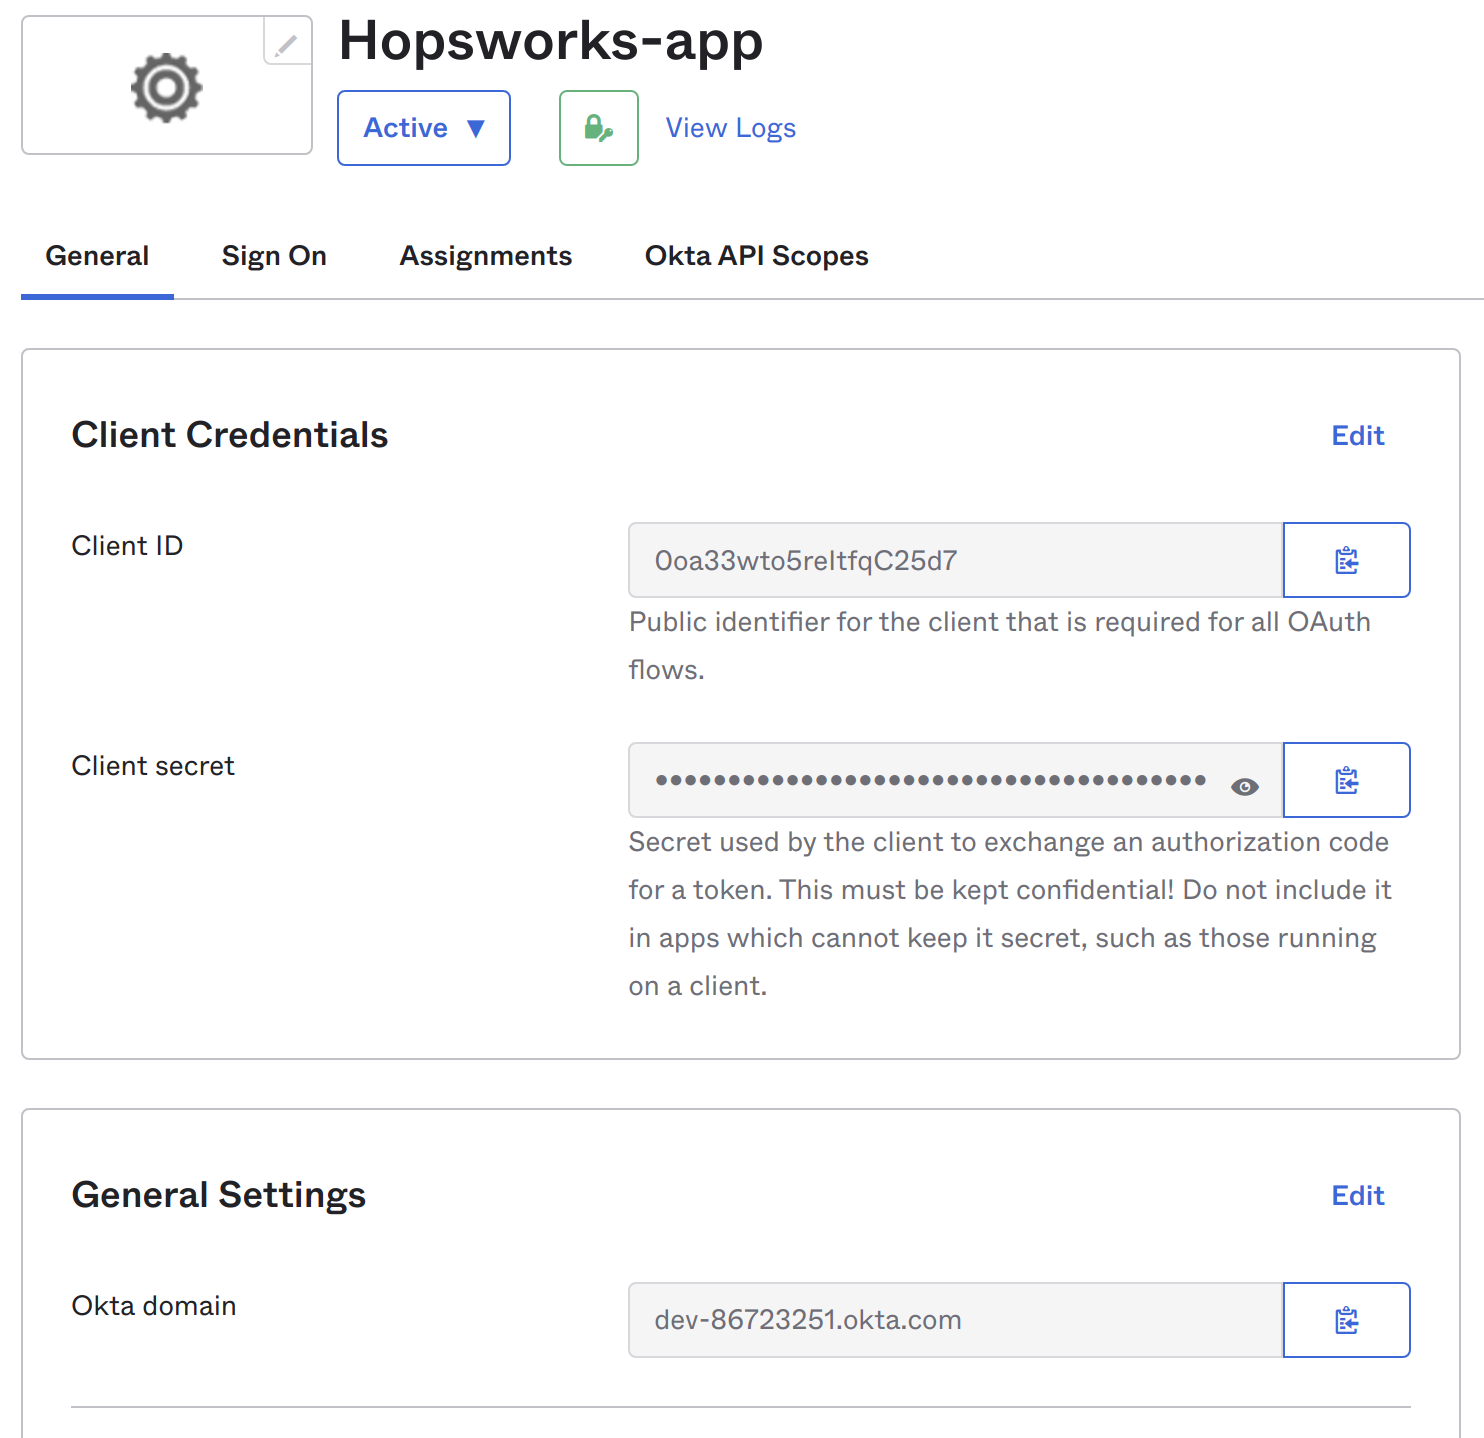 Hopsworks-app
Active ▼
View Logs
General Sign On Assignments Okta API Scopes
Client Credentials Edit
Client ID
0oa33wto5reltfqC25d7
Public identifier for the client that is required for all OAuth
flows.
Client secret
••••••••••••••••••••••••••••••••••••••
Secret used by the client to exchange an authorization code
for a token. This must be kept confidential! Do not include it
in apps which cannot keep it secret, such as those running
on a client.
General Settings Edit
Okta domain
dev-86723251.okta.com